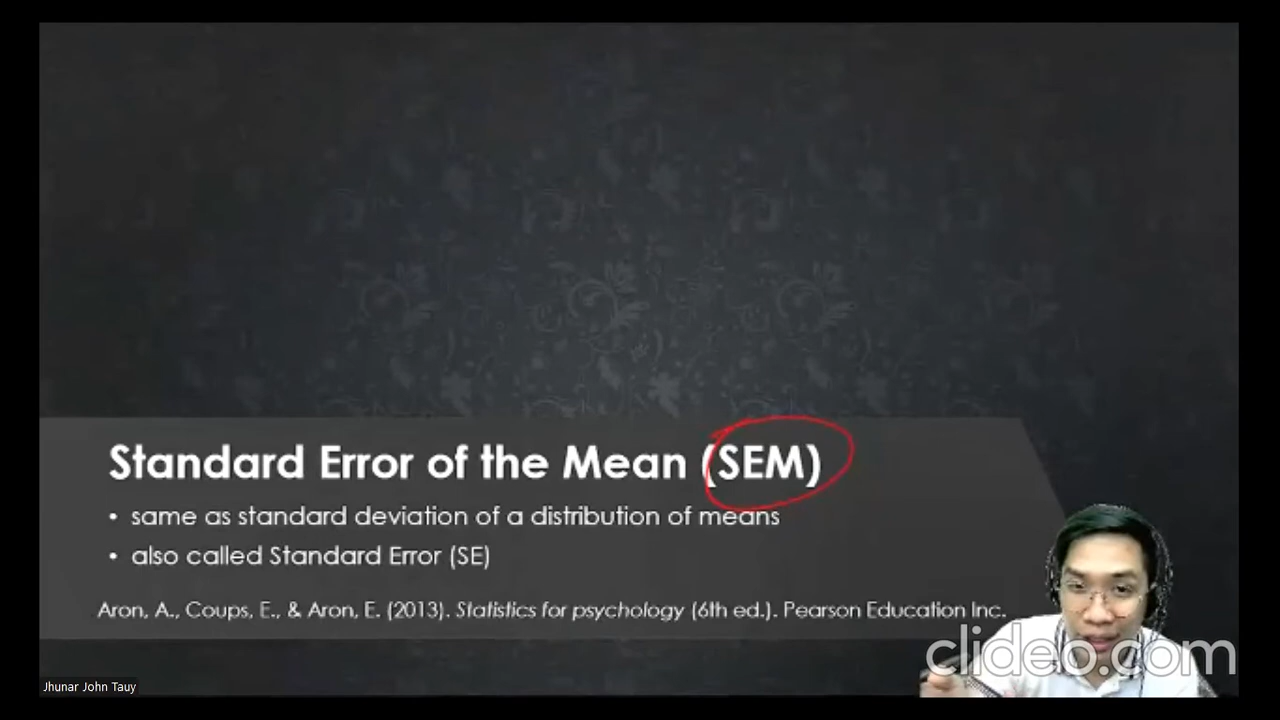 Standard Error of the Mean (SEM)
• same as standard deviation of a distribution of means
• also called Standard Error (SE)
Aron, A., Coups, E., & Aron, E. (2013). Statistics for psychology (6th ed.). Pearson Education Inc.
clideo.com
Jhunar John Tauy